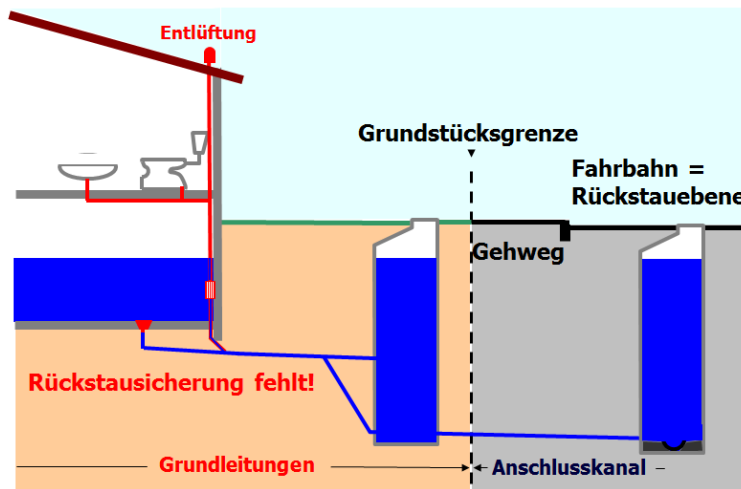 Entlüftung
Grundstücksgrenze
Fahrbahn =
Rückstauebene
Gehweg
Rückstausicherung fehlt!
Grundleitungen
Anschlusskanal